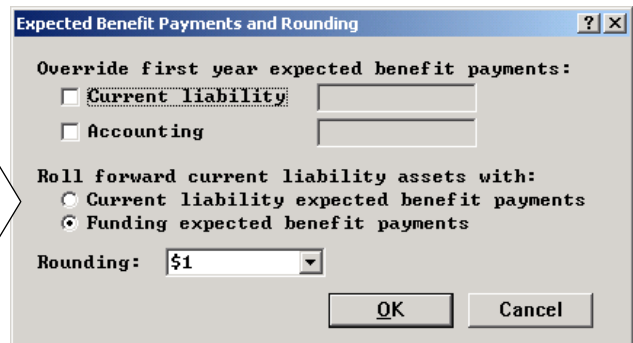 Expected Benefit Payments and Rounding
Override first year expected benefit payments:
Current liability
Accounting
Roll forward current liability assets with:
Current liability expected benefit payments
Funding expected benefit payments
Rounding: $1
OK Cancel